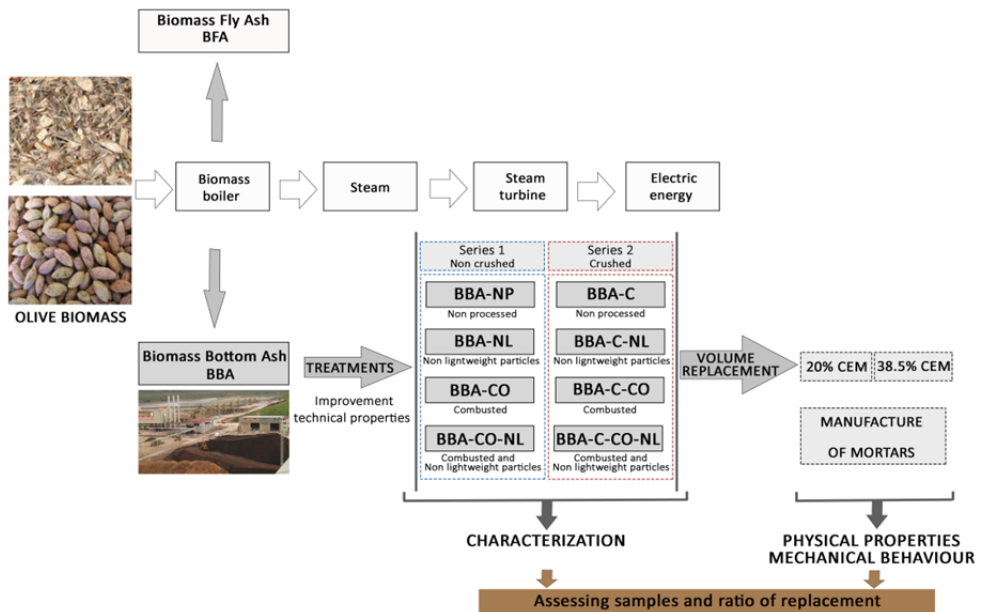 Biomass Fly Ash
BFA
Biomass
boiler
Steam
Steam
turbine
Electric
energy
OLIVE BIOMASS
Biomass Bottom Ash
BBA
TREATMENTS
Improvement
technical properties
Series 1
Non crushed
BBA-NP
Non processed
BBA-NL
Non ligntweight particles
BBA-CO
Combusted
BBA-CO-NL
Combusted and
Non lightweight particles
Series 2
Crushed
BBA-C
Non processed
BBA-C-NL
Non lightweight particles
BBA-C-CO
Combusted
BBA-C-CO-NL
Combusted and
Non lightweight particles
VOLUME
REPLACEMENT
20% CEM
38.5% CEM
MANUFACTURE
OF MORTARS
CHARACTERIZATION
PHYSICAL PROPERTIES
MECHANICAL BEHAVIOUR
Assessing samples and ratio of replacement